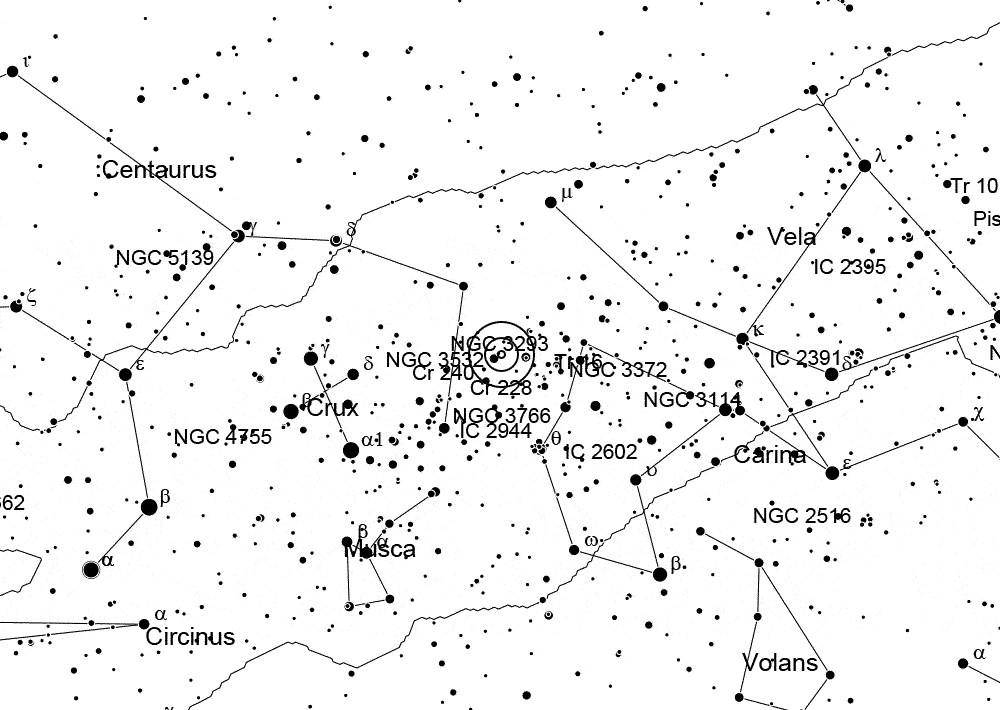 ι
λ
Centaurus
Tr 10
μ
Pis
γ
δ
Vela
NGC 5139
IC 2395
ζ
κ
NGC 3293
γ
NGC 3532
IC 2391
δ
N
ε
δ
Cr 240
Tr 16
NGC 3372
Cr 228
β
Crux
NGC 3114
NGC 3766
χ
NGC 4755
α1
IC 2944
θ
IC 2602
Carina
ε
υ
β
662
NGC 2516
β
ω
α
Musca
α
β
α
Circinus
Volans
α